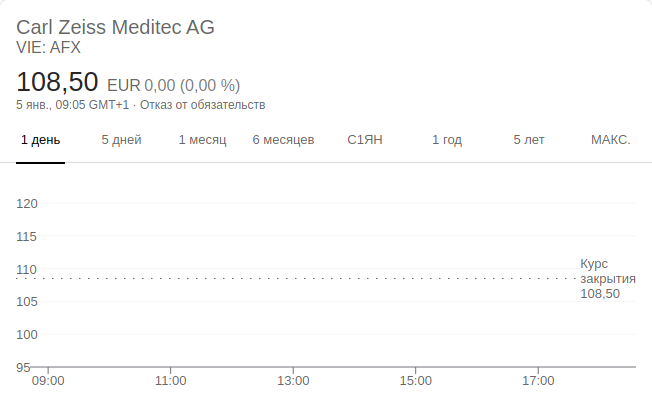 Carl Zeiss Meditec AG
VIE: AFX
108,50 EUR 0,00 (0,00 %)
5 янв., 09:05 GMT+1 · Отказ от обязательств
1 день 5 дней 1 месяц 6 месяцев С1ЯН 1 год 5 лет МАКС.
120
115
110
105
100
95
Курс
закрытия
108,50
09:00 11:00 13:00 15:00 17:00